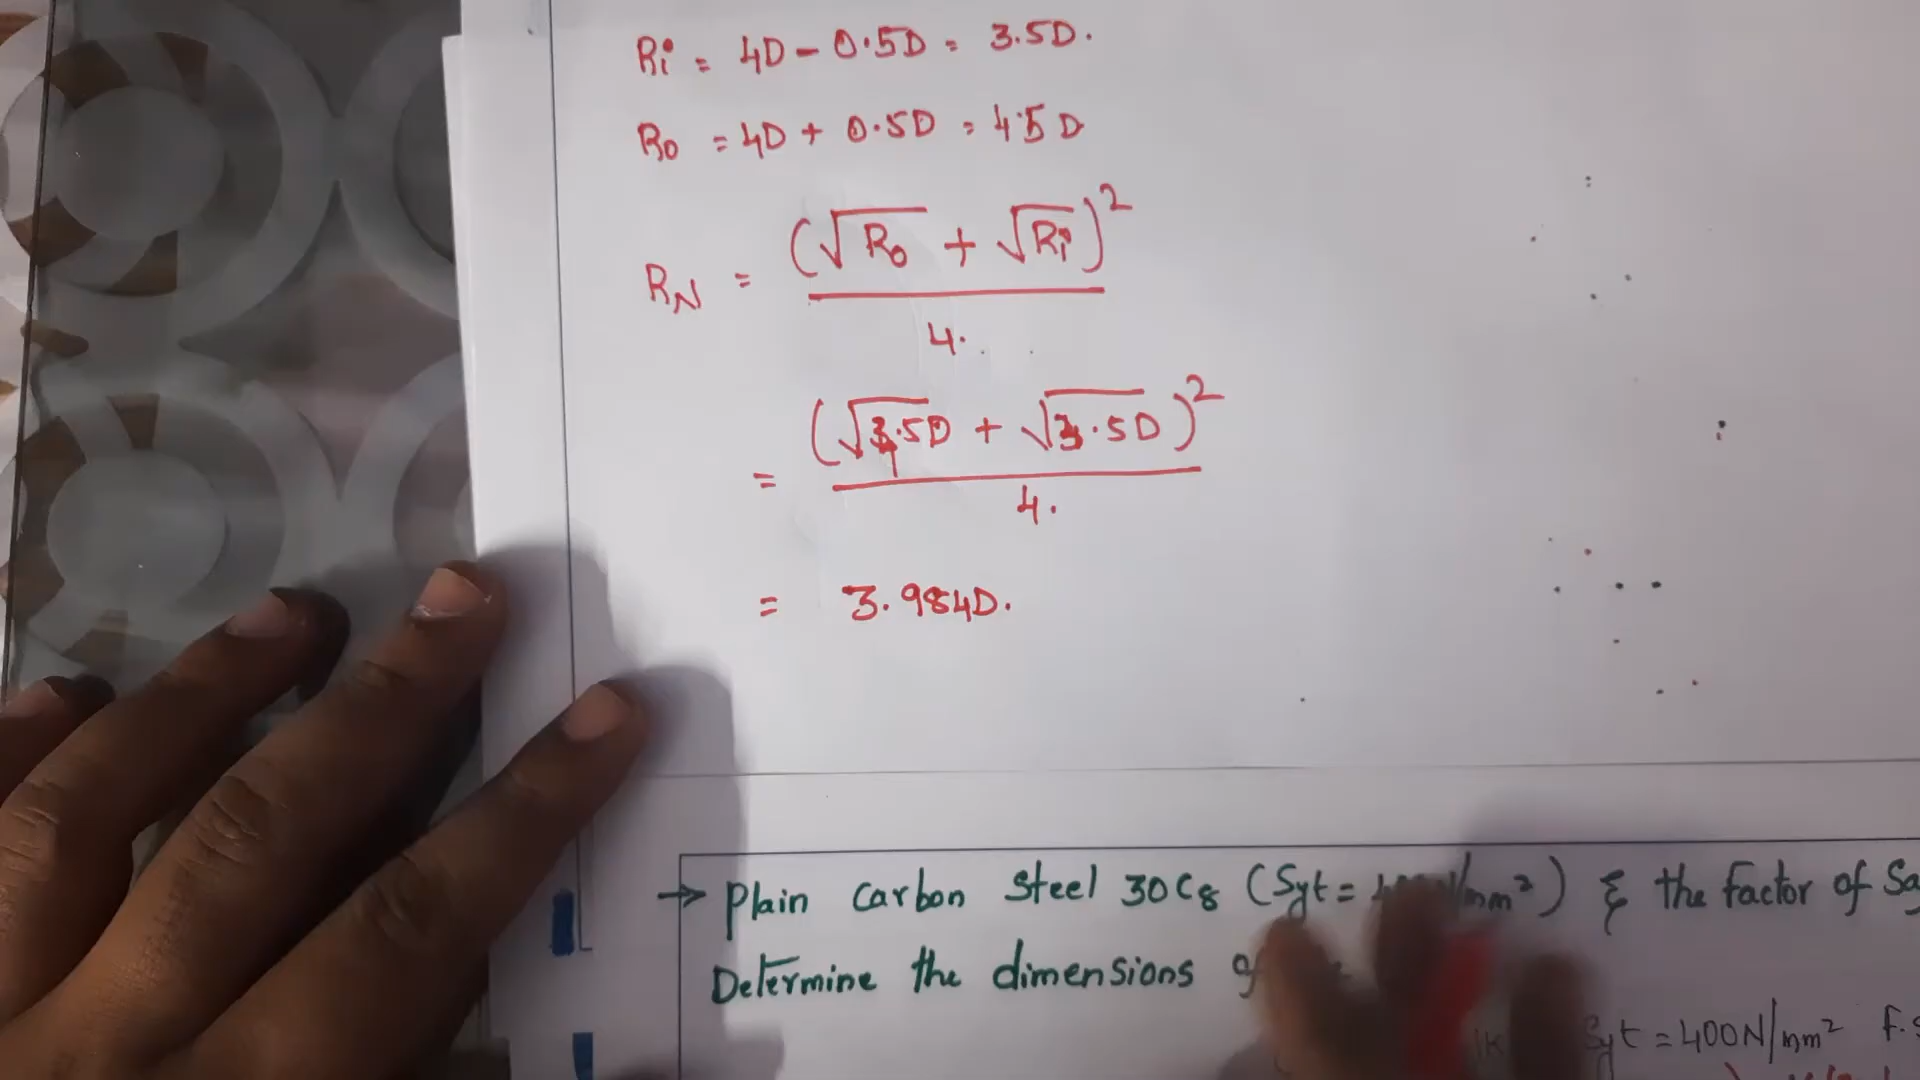 Ri = 4D - 0.5D = 3.5D.
Ro = 4D + 0.5D = 4.5D
RN = (√Ro + √Ri)² / 4.
= (√4.5D + √3.5D)² / 4.
= 3.984D.
→ Plain carbon steel 30C8 (Syt = N/mm²) & the factor of Sa
Determine the dimensions of
Syt = 400N/mm² f.s